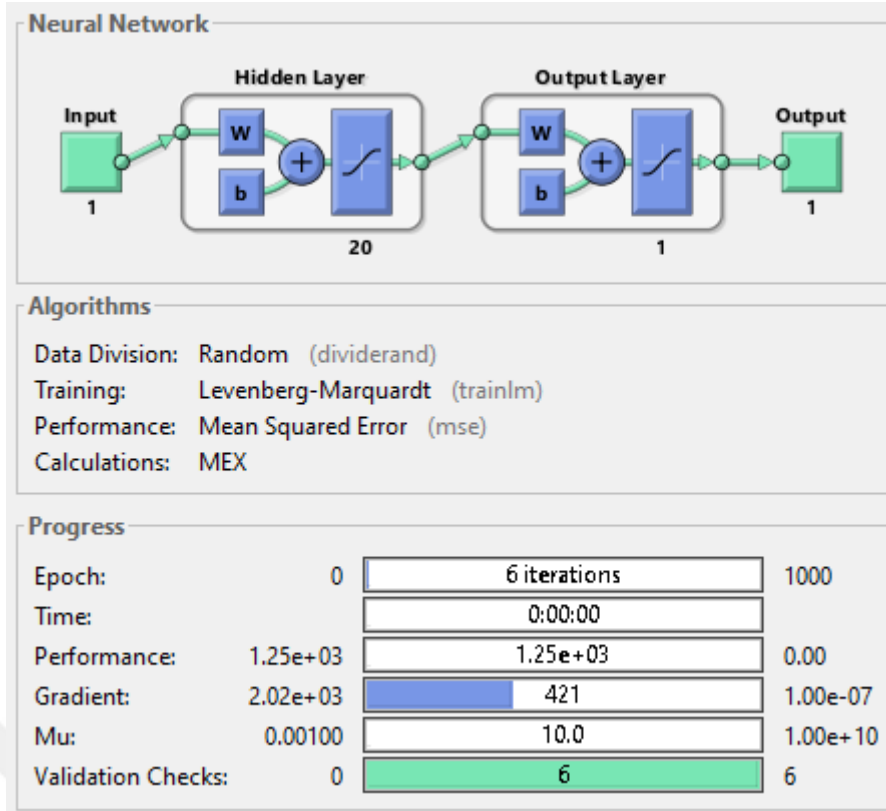 Neural Network
Hidden Layer Output Layer
Input Output
W W
+ +
b b
1 20 1 1
Algorithms
Data Division: Random (dividerand)
Training: Levenberg-Marquardt (trainlm)
Performance: Mean Squared Error (mse)
Calculations: MEX
Progress
Epoch: 0 6 iterations 1000
Time: 0:00:00
Performance: 1.25e+03 1.25e+03 0.00
Gradient: 2.02e+03 421 1.00e-07
Mu: 0.00100 10.0 1.00e+10
Validation Checks: 0 6 6